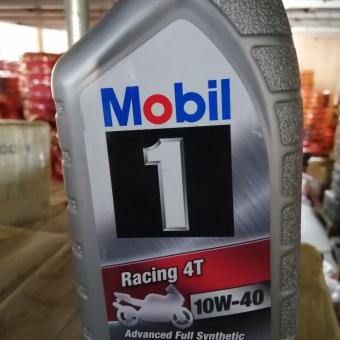 Mobil
1
Racing 4T
10W-40
Advanced Full Synthetic